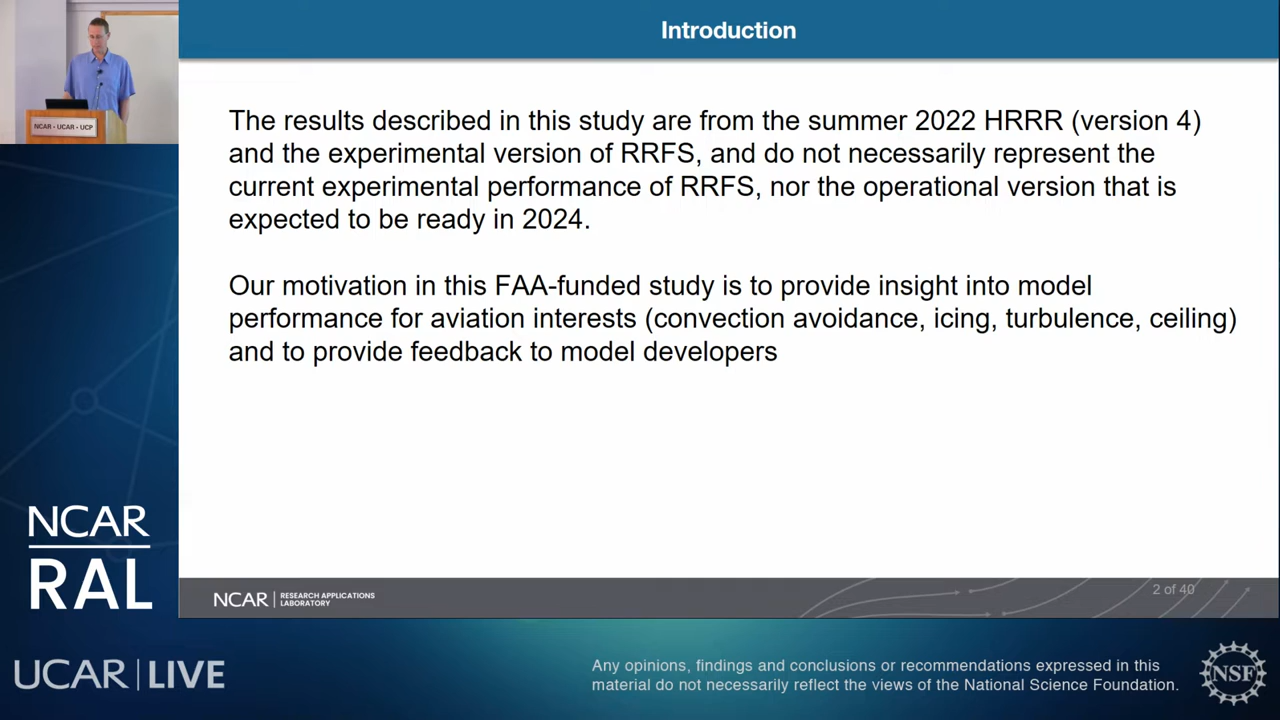 Introduction
The results described in this study are from the summer 2022 HRRR (version 4)
and the experimental version of RRFS, and do not necessarily represent the
current experimental performance of RRFS, nor the operational version that is
expected to be ready in 2024.
Our motivation in this FAA-funded study is to provide insight into model
performance for aviation interests (convection avoidance, icing, turbulence, ceiling)
and to provide feedback to model developers
NCAR • UCAR • UCP
NCAR
RAL
NCAR | RESEARCH APPLICATIONS
LABORATORY
2 of 40
UCAR | LIVE
Any opinions, findings and conclusions or recommendations expressed in this
material do not necessarily reflect the views of the National Science Foundation.
NSF